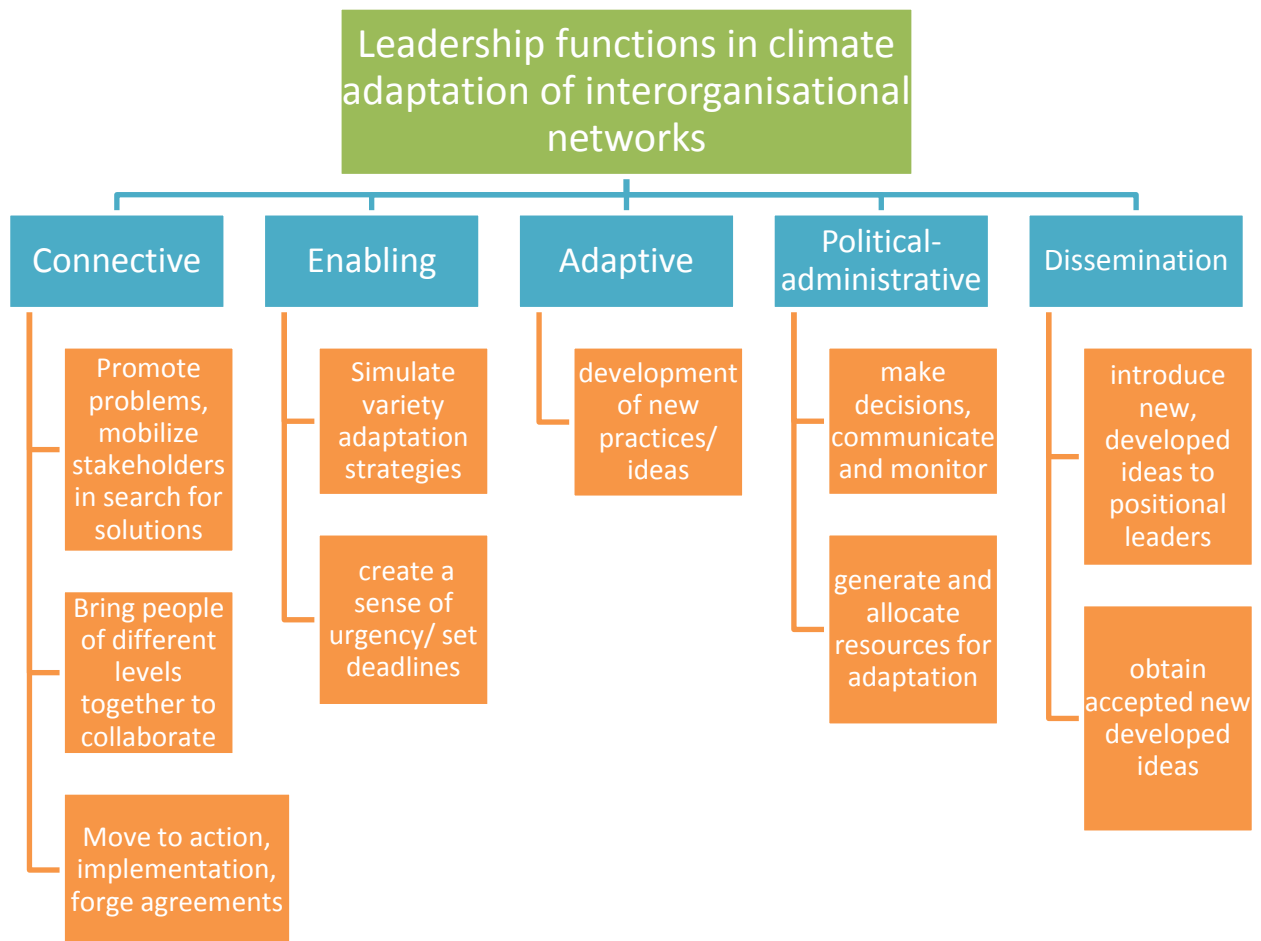 Leadership functions in climate
adaptation of interorganisational
networks
Connective
Promote
problems,
mobilize
stakeholders
in search for
solutions
Bring people
of different
levels
together to
collaborate
Move to action,
implementation,
forge agreements
Enabling
Simulate
variety
adaptation
strategies
create a
sense of
urgency/ set
deadlines
Adaptive
development
of new
practices/
ideas
Political-
administrative
make
decisions,
communicate
and monitor
generate and
allocate
resources for
adaptation
Dissemination
introduce
new,
developed
ideas to
positional
leaders
obtain
accepted new
developed
ideas